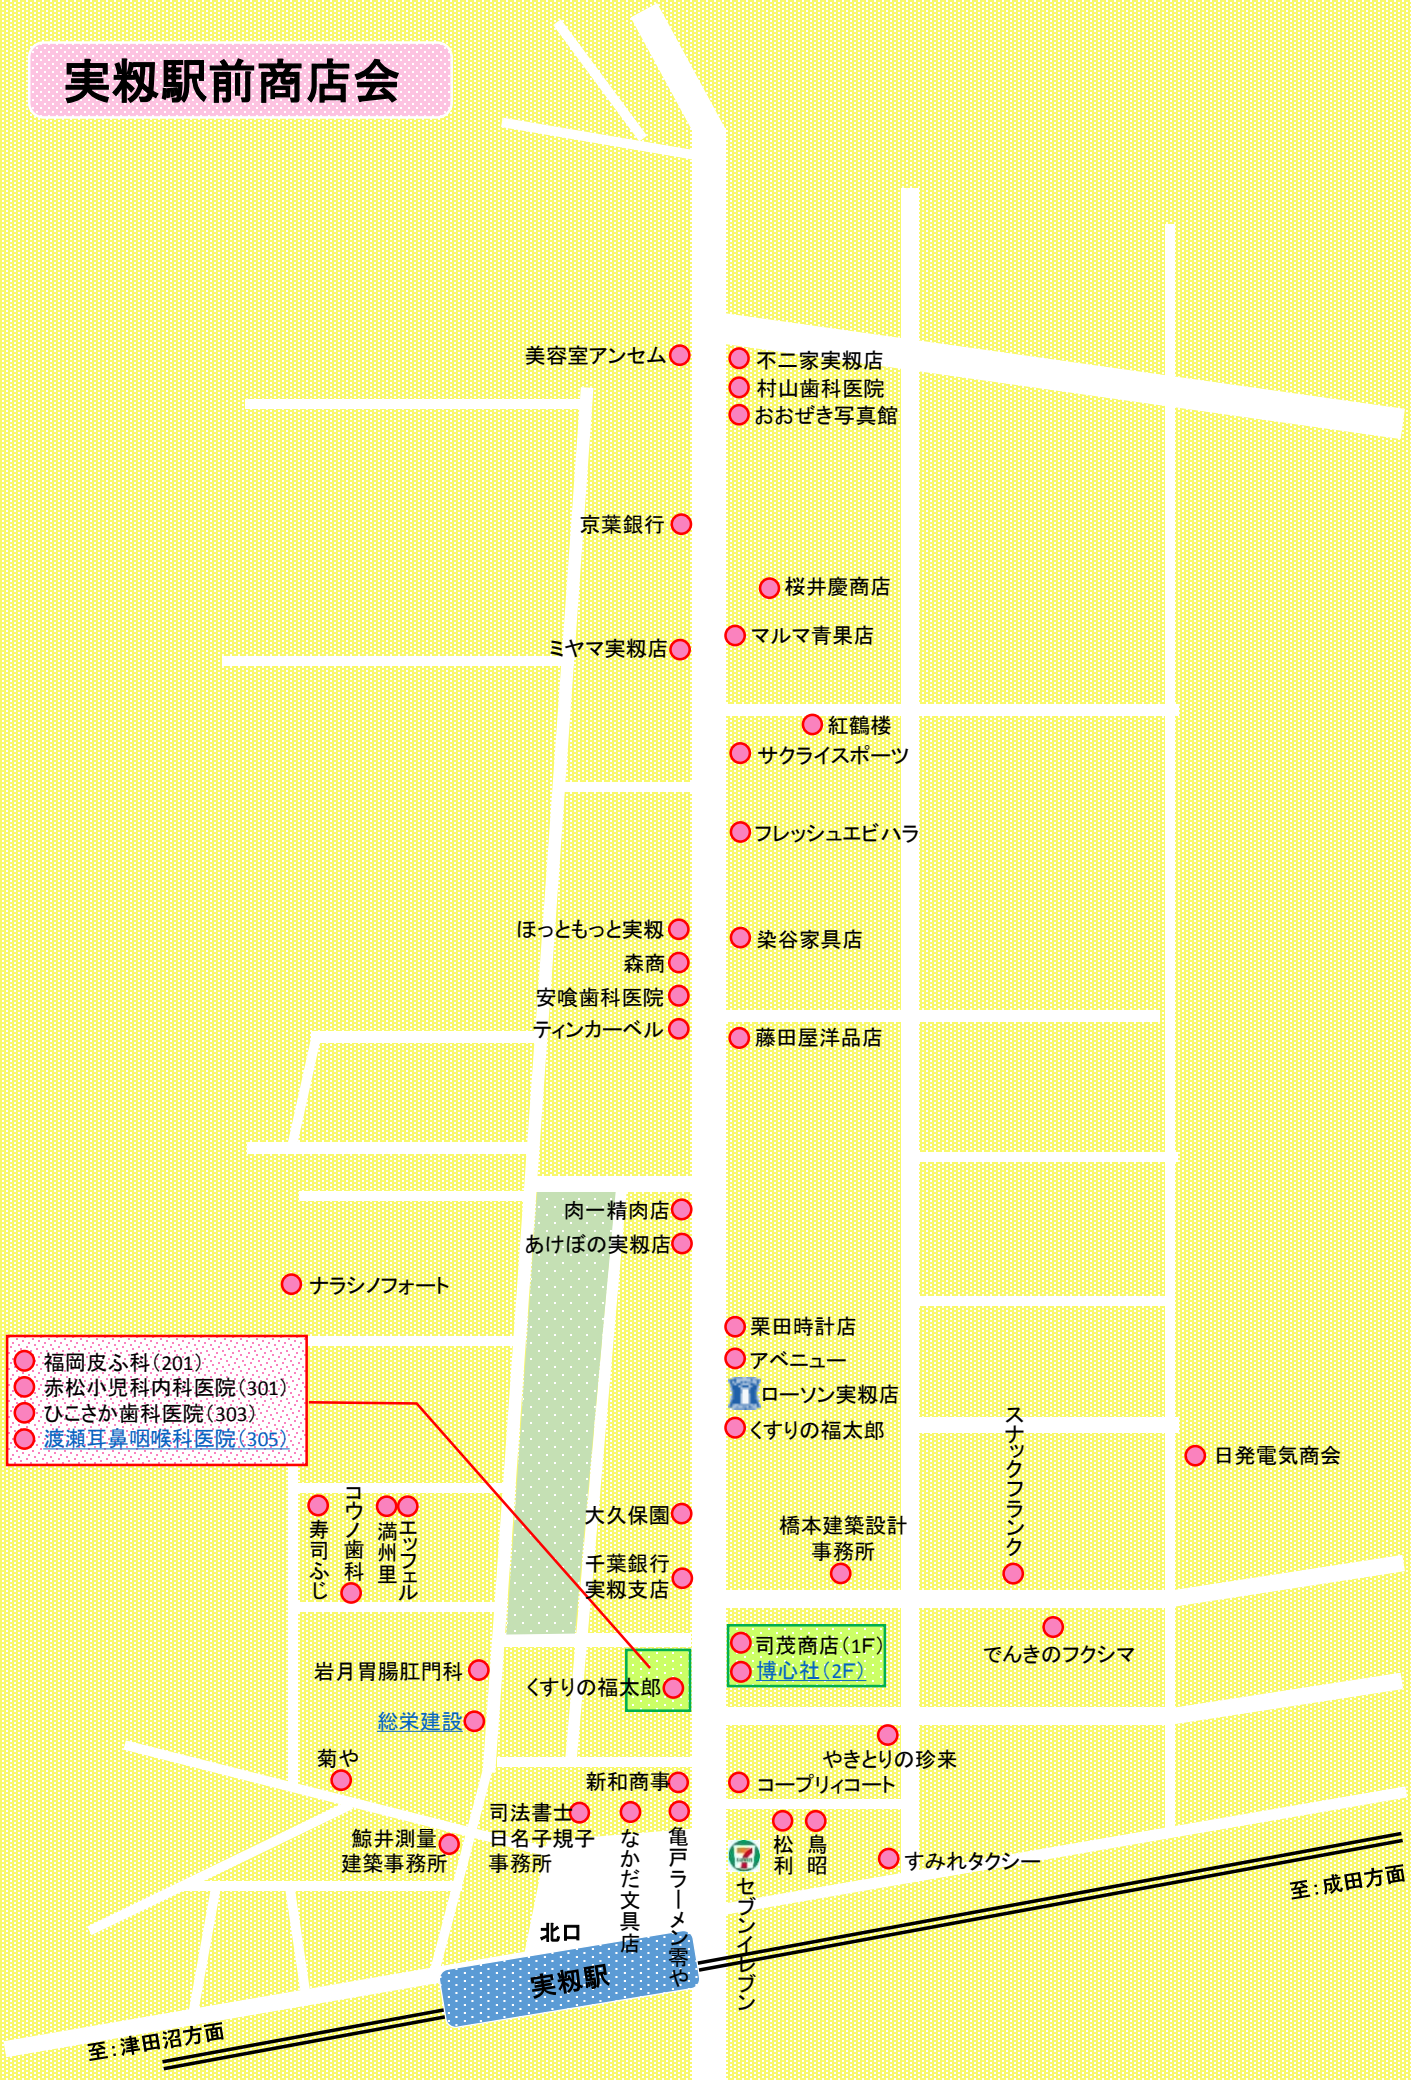 実籾駅前商店会
美容室アンセム
不二家実籾店
村山歯科医院
おおぜき写真館
京葉銀行
桜井慶商店
マルマ青果店
ミヤマ実籾店
紅鶴楼
サクライスポーツ
フレッシュエビハラ
ほっともっと実籾
森商
安喰歯科医院
ティンカーベル
染谷家具店
藤田屋洋品店
肉一精肉店
あけぼの実籾店
ナラシノフォート
福岡皮ふ科(201)
赤松小児科内科医院(301)
ひこさか歯科医院(303)
渡瀬耳鼻咽喉科医院(305)
栗田時計店
アベニュー
ローソン実籾店
くすりの福太郎
スナックフランク
日発電気商会
寿司ふじ
コウノ歯科
満州里
エッフェル
大久保園
千葉銀行
実籾支店
橋本建築設計
事務所
司茂商店(1F)
博心社(2F)
でんきのフクシマ
岩月胃腸肛門科
くすりの福太郎
総栄建設
菊や
やきとりの珍来
新和商事
コープリィコート
司法書士
日名子規子
事務所
なかだ文具店
亀戸ラーメン零や
鯨井測量
建築事務所
松利
鳥昭
すみれタクシー
セブンイレブン
北口
実籾駅
至:成田方面
至:津田沼方面